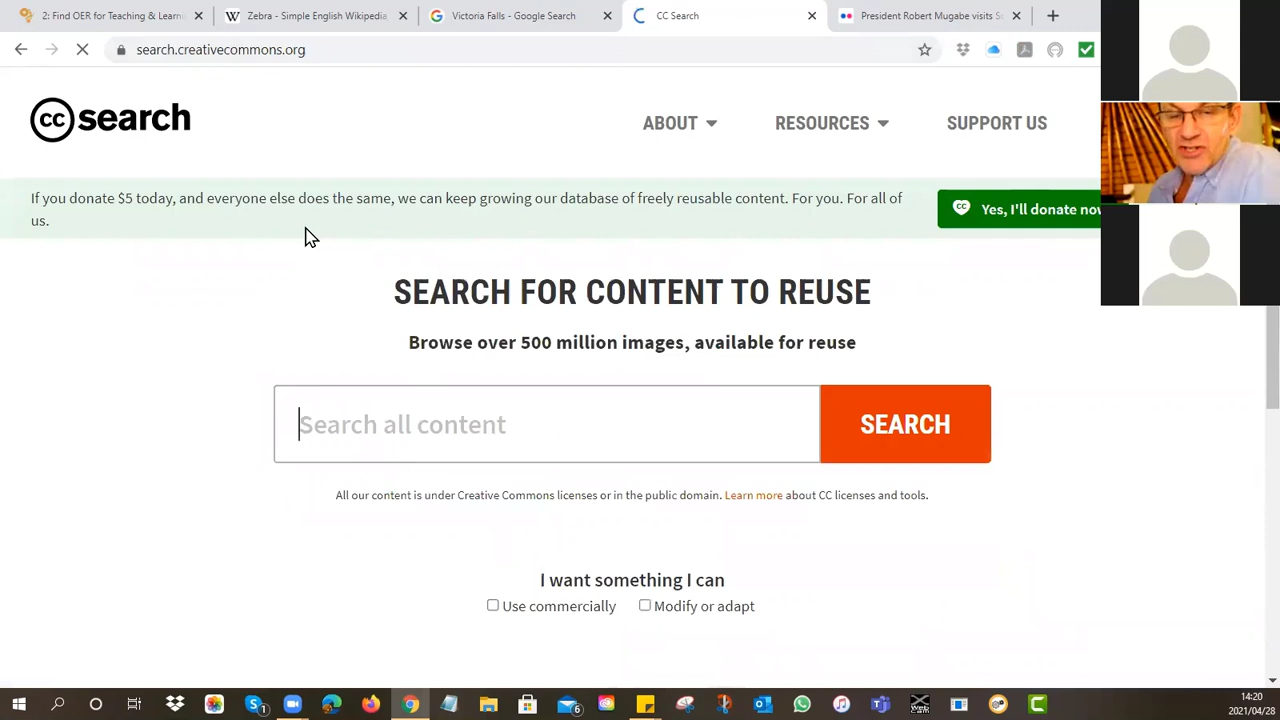 2: Find OER for Teaching & Learni
Zebra - Simple English Wikipedia,
Victoria Falls - Google Search
CC Search
President Robert Mugabe visits S
search.creativecommons.org
cc search
ABOUT
RESOURCES
SUPPORT US
If you donate $5 today, and everyone else does the same, we can keep growing our database of freely reusable content. For you. For all of
us.
Yes, I'll donate now
SEARCH FOR CONTENT TO REUSE
Browse over 500 million images, available for reuse
Search all content
SEARCH
All our content is under Creative Commons licenses or in the public domain. Learn more about CC licenses and tools.
I want something I can
Use commercially
Modify or adapt
14:20
2021/04/28